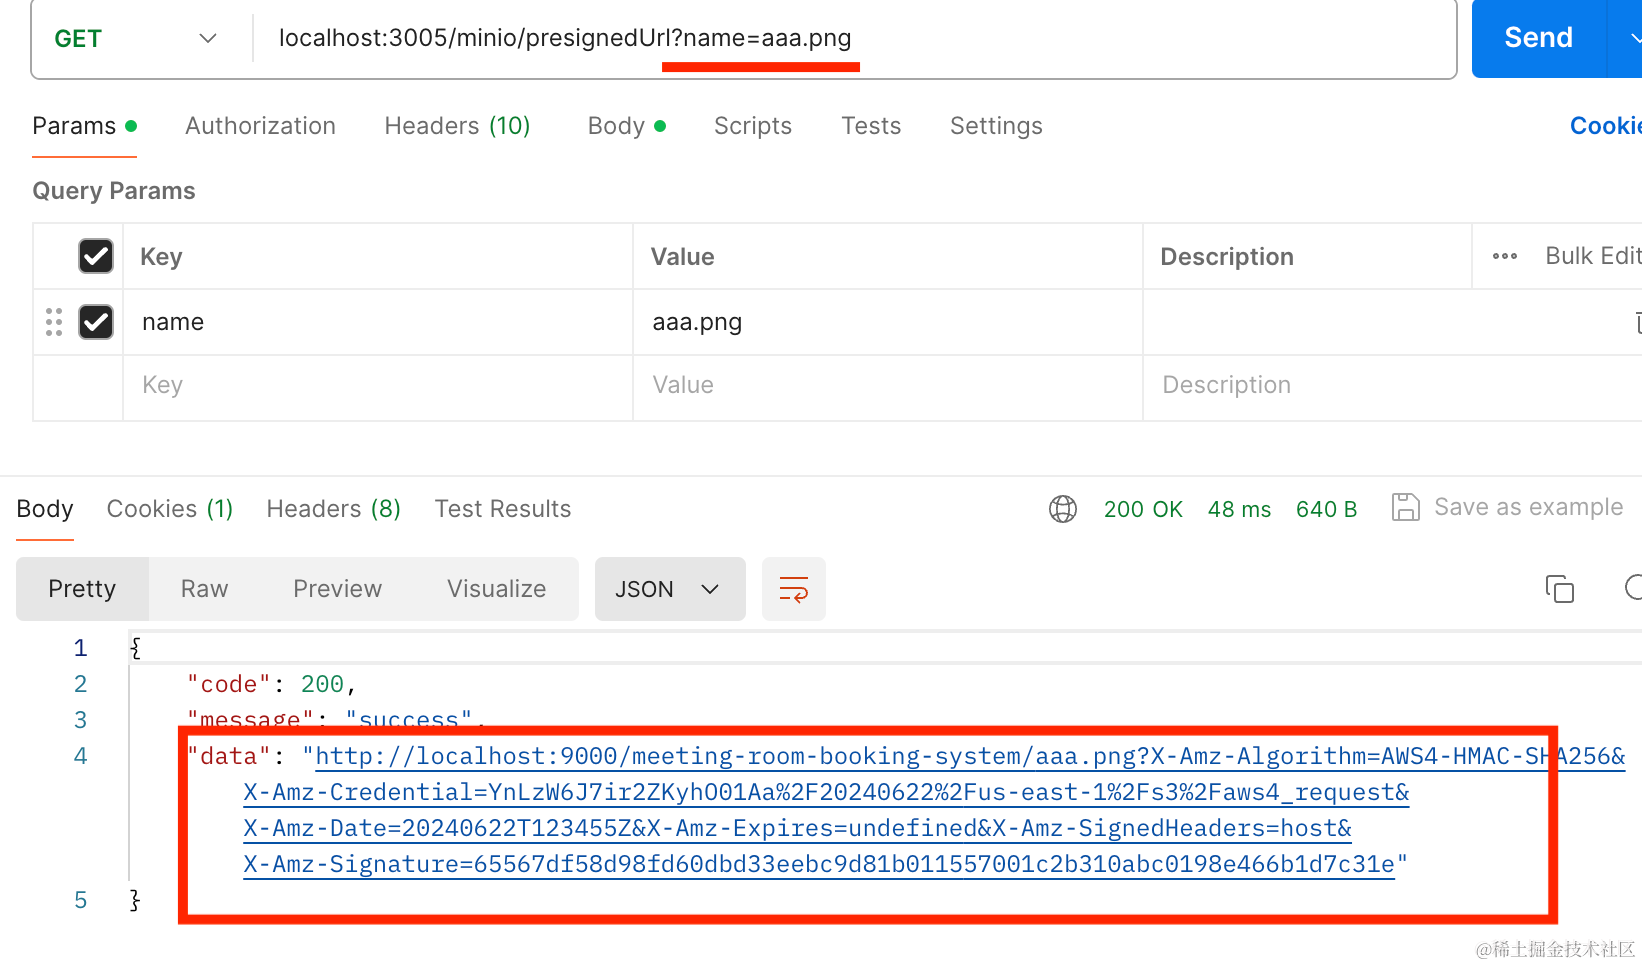 GET localhost:3005/minio/presignedUrl?name=aaa.png Send
Params Authorization Headers (10) Body Scripts Tests Settings Cookie
Query Params
Key Value Description Bulk Edit
name aaa.png
Key Value Description
Body Cookies (1) Headers (8) Test Results 200 OK 48 ms 640 B Save as example
Pretty Raw Preview Visualize JSON
1 {
2 "code": 200,
3 "message": "success",
4 "data": "http://localhost:9000/meeting-room-booking-system/aaa.png?X-Amz-Algorithm=AWS4-HMAC-SHA256&
X-Amz-Credential=YnLzW6J7ir2ZKyhO01Aa%2F20240622%2Fus-east-1%2Fs3%2Faws4_request&
X-Amz-Date=20240622T123455Z&X-Amz-Expires=undefined&X-Amz-SignedHeaders=host&
X-Amz-Signature=65567df58d98fd60dbd33eebc9d81b011557001c2b310abc0198e466b1d7c31e"
5 }
@稀土掘金技术社区